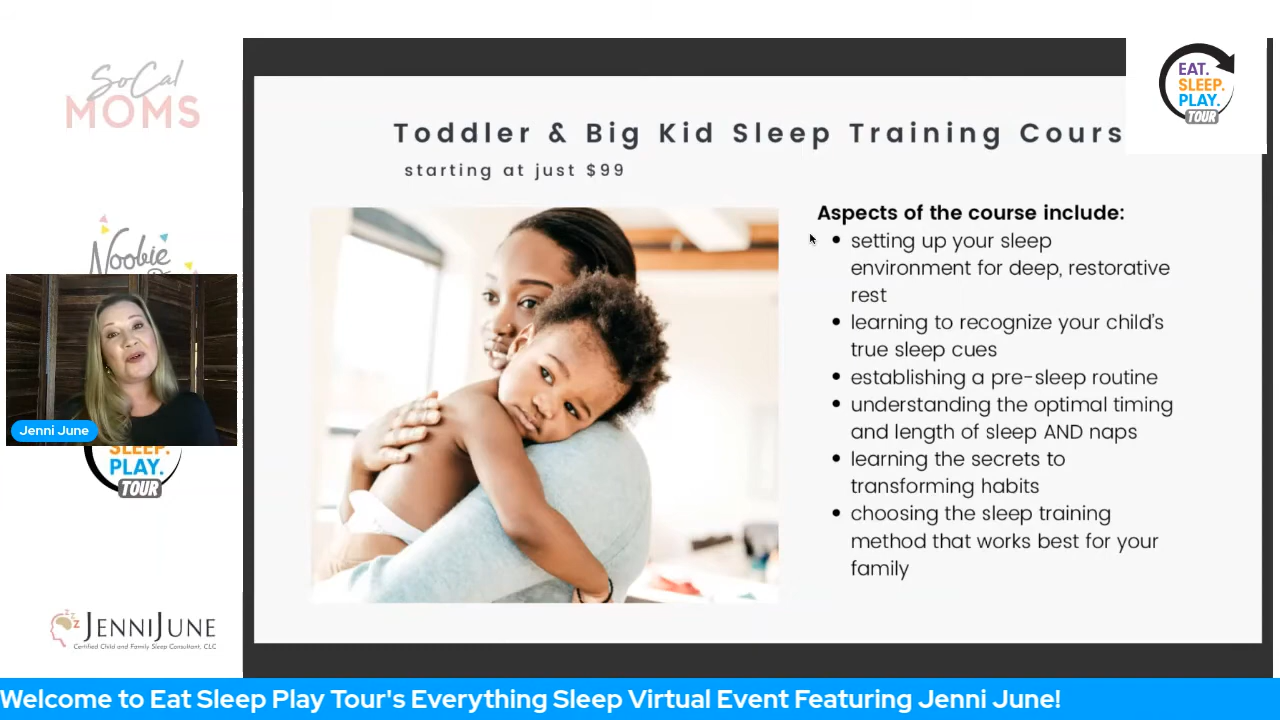 SoCal
MOMS
EAT.
SLEEP.
PLAY.
TOUR
Toddler & Big Kid Sleep Training Cours
starting at just $99
Aspects of the course include:
setting up your sleep
environment for deep, restorative
rest
learning to recognize your child's
true sleep cues
establishing a pre-sleep routine
understanding the optimal timing
and length of sleep AND naps
learning the secrets to
transforming habits
choosing the sleep training
method that works best for your
family
Noobie
Jenni June
SLEEP.
PLAY.
TOUR
JENNIJUNE
Certified Child and Family Sleep Consultant, CLC
Welcome to Eat Sleep Play Tour's Everything Sleep Virtual Event Featuring Jenni June!